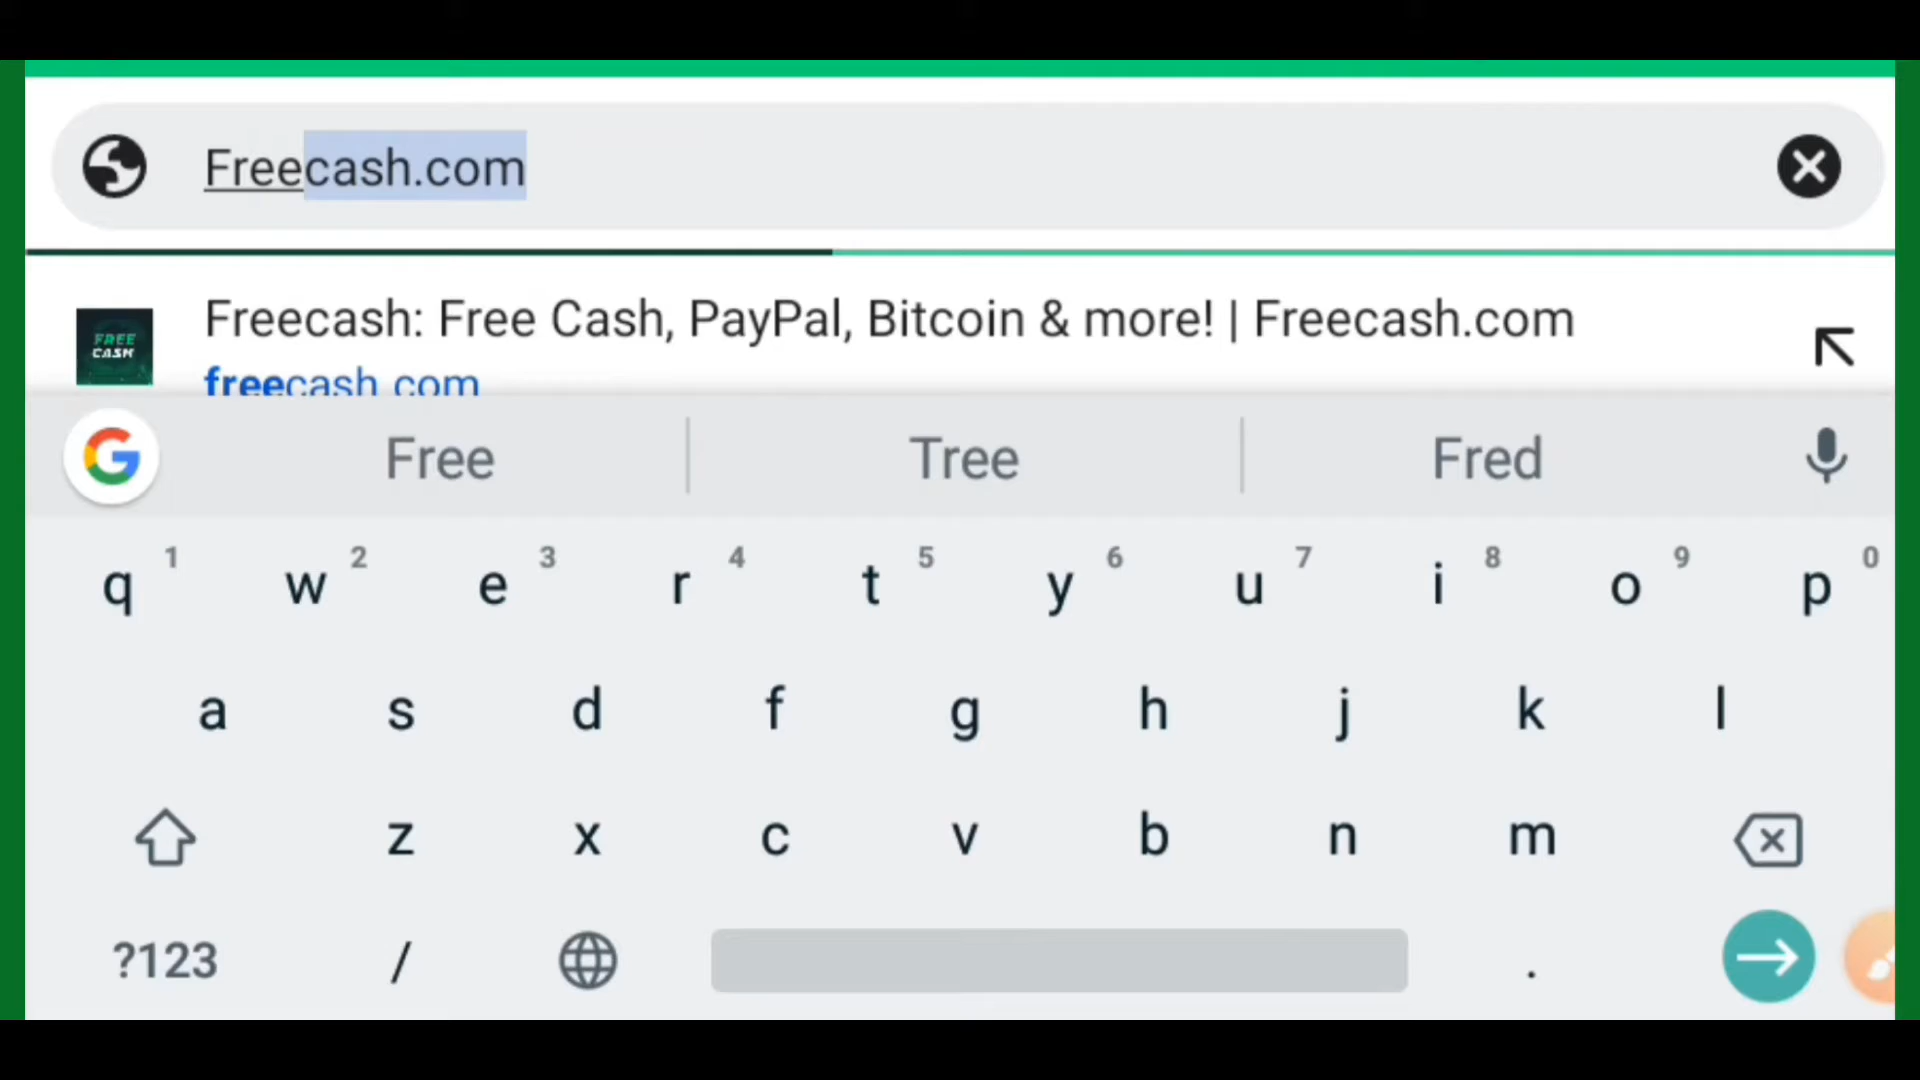 Freecash.com
FREE
CASH
Freecash: Free Cash, PayPal, Bitcoin & more! | Freecash.com
freecash.com
G Free Tree Fred
q 1 w 2 e 3 r 4 t 5 y 6 u 7 i 8 o 9 p 0
a s d f g h j k l
z x c v b n m
?123 / .